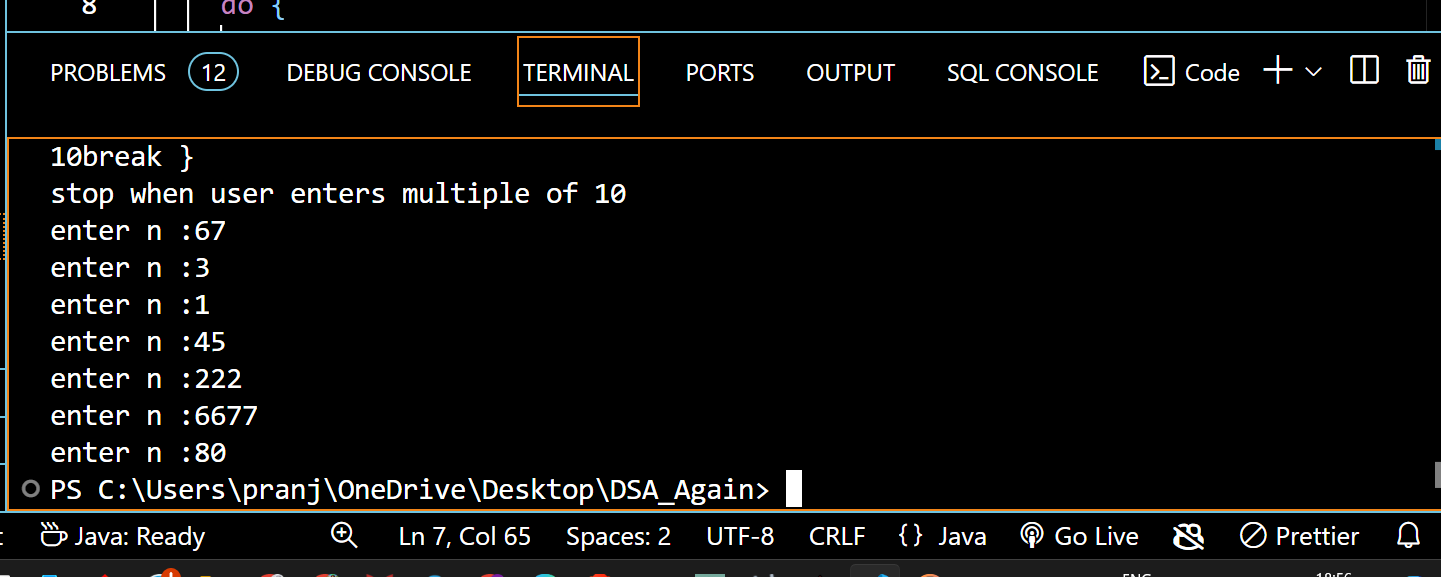 8 do {
PROBLEMS 12 DEBUG CONSOLE TERMINAL PORTS OUTPUT SQL CONSOLE Code
10break }
stop when user enters multiple of 10
enter n :67
enter n :3
enter n :1
enter n :45
enter n :222
enter n :6677
enter n :80
PS C:\Users\pranj\OneDrive\Desktop\DSA_Again>
Java: Ready Ln 7, Col 65 Spaces: 2 UTF-8 CRLF {} Java Go Live Prettier